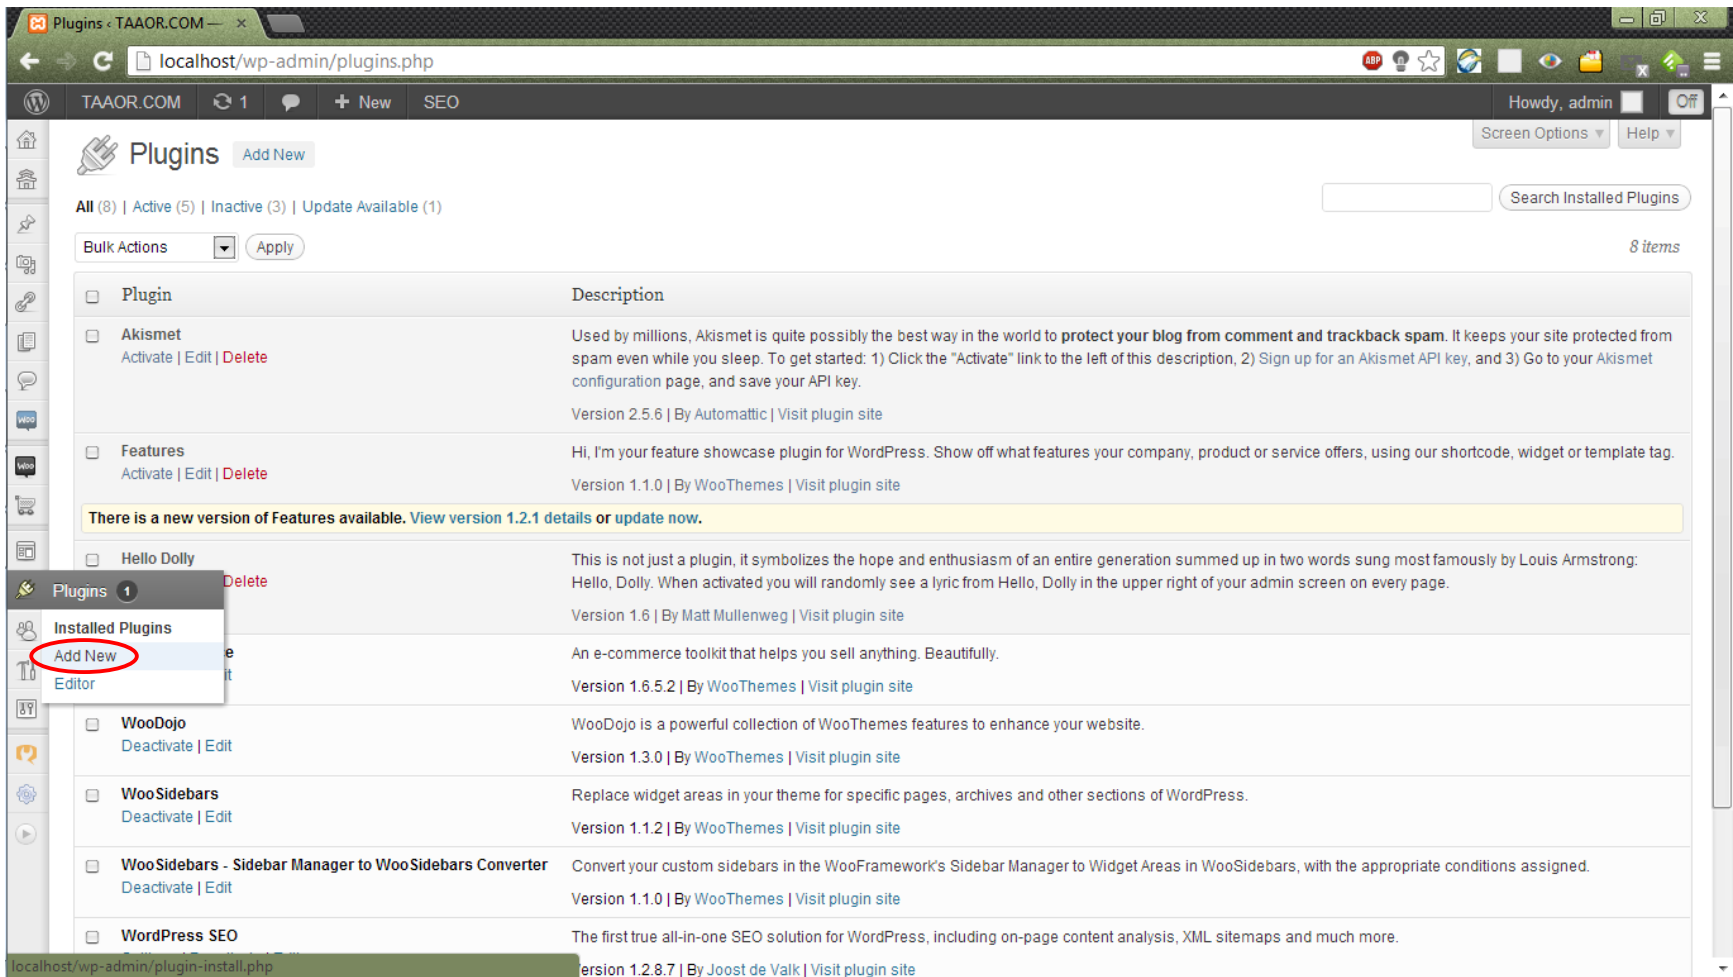 Plugins ‹ TAAOR.COM — ×
localhost/wp-admin/plugins.php
ABP
TAAOR.COM 1 + New SEO
Howdy, admin Off
Screen Options Help
Plugins Add New
All (8) | Active (5) | Inactive (3) | Update Available (1)
Search Installed Plugins
Bulk Actions Apply
8 items
Plugin Description
Akismet
Activate | Edit | Delete
Used by millions, Akismet is quite possibly the best way in the world to protect your blog from comment and trackback spam. It keeps your site protected from
spam even while you sleep. To get started: 1) Click the "Activate" link to the left of this description, 2) Sign up for an Akismet API key, and 3) Go to your Akismet
configuration page, and save your API key.
Version 2.5.6 | By Automattic | Visit plugin site
Features
Activate | Edit | Delete
Hi, I'm your feature showcase plugin for WordPress. Show off what features your company, product or service offers, using our shortcode, widget or template tag.
Version 1.1.0 | By WooThemes | Visit plugin site
There is a new version of Features available. View version 1.2.1 details or update now.
Hello Dolly
Delete
This is not just a plugin, it symbolizes the hope and enthusiasm of an entire generation summed up in two words sung most famously by Louis Armstrong:
Hello, Dolly. When activated you will randomly see a lyric from Hello, Dolly in the upper right of your admin screen on every page.
Version 1.6 | By Matt Mullenweg | Visit plugin site
Woo
Woo
Plugins 1
Installed Plugins
Add New
Editor
e
it
An e-commerce toolkit that helps you sell anything. Beautifully.
Version 1.6.5.2 | By WooThemes | Visit plugin site
WooDojo
Deactivate | Edit
WooDojo is a powerful collection of WooThemes features to enhance your website.
Version 1.3.0 | By WooThemes | Visit plugin site
WooSidebars
Deactivate | Edit
Replace widget areas in your theme for specific pages, archives and other sections of WordPress.
Version 1.1.2 | By WooThemes | Visit plugin site
WooSidebars - Sidebar Manager to WooSidebars Converter
Deactivate | Edit
Convert your custom sidebars in the WooFramework's Sidebar Manager to Widget Areas in WooSidebars, with the appropriate conditions assigned.
Version 1.1.0 | By WooThemes | Visit plugin site
WordPress SEO
The first true all-in-one SEO solution for WordPress, including on-page content analysis, XML sitemaps and much more.
ersion 1.2.8.7 | By Joost de Valk | Visit plugin site
localhost/wp-admin/plugin-install.php